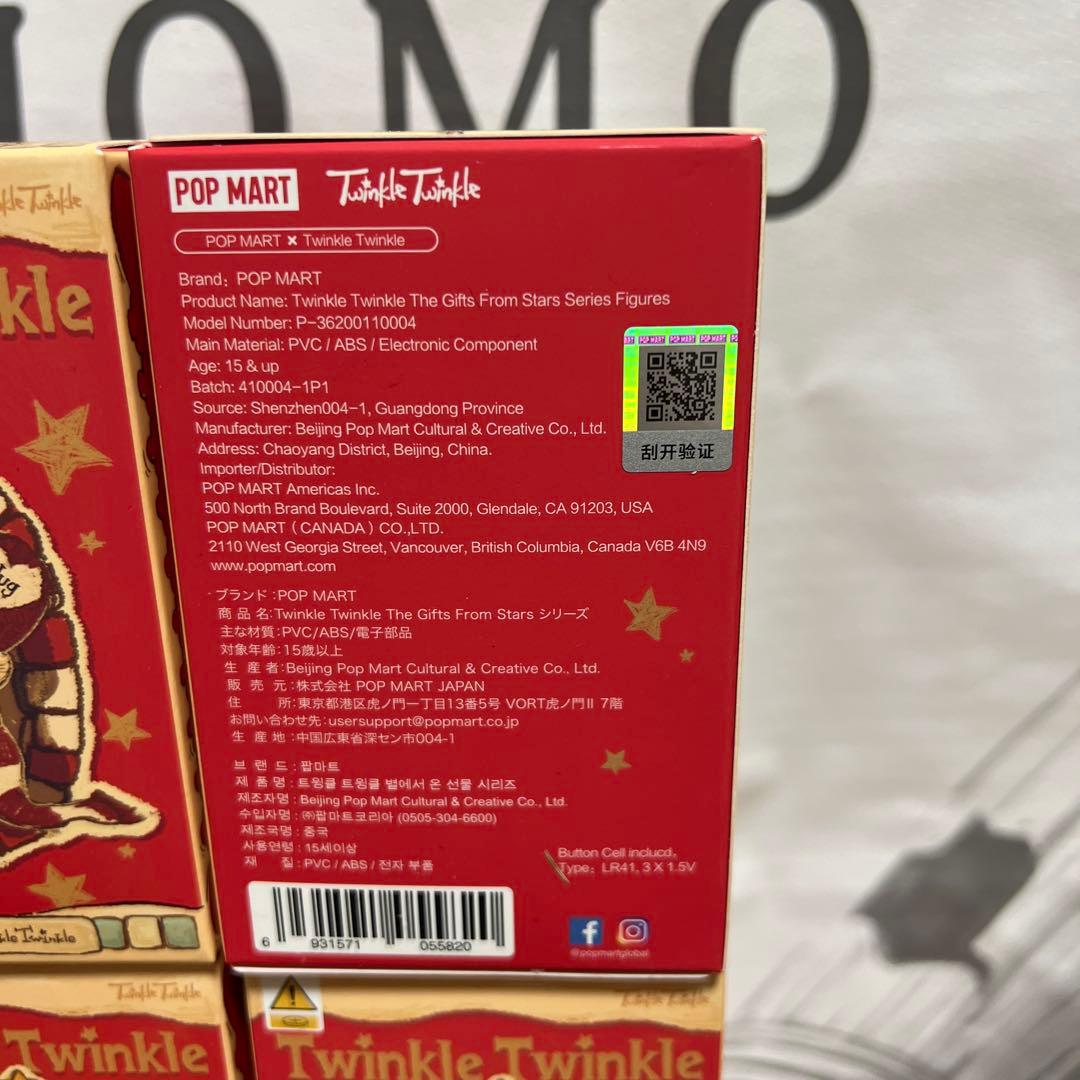 OMO
Twinkle
kle
POP MART Twinkle Twinkle
POP MART × Twinkle Twinkle
Brand: POP MART
Product Name: Twinkle Twinkle The Gifts From Stars Series Figures
Model Number: P-36200110004
Main Material: PVC / ABS / Electronic Component
Age: 15 & up
Batch: 410004-1P1
Source: Shenzhen004-1, Guangdong Province
Manufacturer: Beijing Pop Mart Cultural & Creative Co., Ltd.
Address: Chaoyang District, Beijing, China.
Importer/Distributor:
POP MART Americas Inc.
500 North Brand Boulevard, Suite 2000, Glendale, CA 91203, USA
POP MART ( CANADA ) CO.,LTD.
2110 West Georgia Street, Vancouver, British Columbia, Canada V6B 4N9
www.popmart.com
POP MART POP MART POP MART
刮开验证
ブランド:POP MART
商品名:Twinkle Twinkle The Gifts From Stars シリーズ
主な材質:PVC/ABS/電子部品
対象年齢:15歳以上
生産者:Beijing Pop Mart Cultural & Creative Co., Ltd.
販売元:株式会社 POP MART JAPAN
住所:東京都港区虎ノ門一丁目13番5号 VORT虎ノ門II 7階
お問い合わせ先:usersupport@popmart.co.jp
生産地:中国広東省深セン市004-1
브랜드:팝마트
제품명:트윙클 트윙클 별에서 온 선물 시리즈
제조자명:Beijing Pop Mart Cultural & Creative Co., Ltd.
수입자명:㈜팝마트코리아 (0505-304-6600)
제조국명:중국
사용연령:15세이상
재질:PVC / ABS / 전자 부품
Button Cell inclucd,
Type: LR41, 3 X 1.5V
6 931571 055820
@popmartglobal
Twinkle
Twinkle Twinkle
Twinkle Twinkle
Twinkle
Twinkle Twinkle